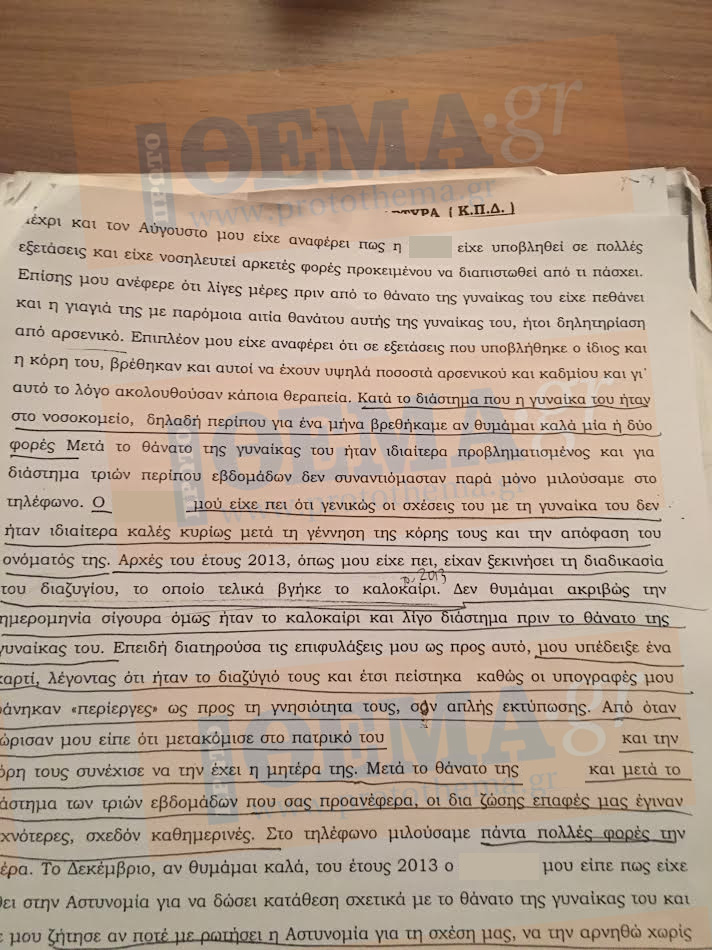 ΠΡΩΤΟ ΘΕΜΑ.gr
www.protothema.gr
( Κ.Π.Δ. )
και τον Αύγουστο μου είχε αναφέρει πως η είχε υποβληθεί σε πολλές
εξετάσεις και είχε νοσηλευτεί αρκετές φορές προκειμένου να διαπιστωθεί από τι πάσχει.
Επίσης μου ανέφερε ότι λίγες μέρες πριν από το θάνατο της γυναίκας του είχε πεθάνει
και η γιαγιά της με παρόμοια αιτία θανάτου αυτής της γυναίκας του, ήτοι δηλητηρίαση
από αρσενικό. Επιπλέον μου είχε αναφέρει ότι σε εξετάσεις που υποβλήθηκε ο ίδιος και
η κόρη του, βρέθηκαν και αυτοί να έχουν υψηλά ποσοστά αρσενικού και καδμίου και γι'
αυτό το λόγο ακολουθούσαν κάποια θεραπεία. Κατά το διάστημα που η γυναίκα του ήταν
στο νοσοκομείο, δηλαδή περίπου για ένα μήνα βρεθήκαμε αν θυμάμαι καλά μία ή δύο
φορές Μετά το θάνατο της γυναίκας του ήταν ιδιαίτερα προβληματισμένος και για
διάστημα τριών περίπου εβδομάδων δεν συναντιόμασταν παρά μόνο μιλούσαμε στο
τηλέφωνο. Ο μού είχε πει ότι γενικώς οι σχέσεις του με τη γυναίκα του δεν
ήταν ιδιαίτερα καλές κυρίως μετά τη γέννηση της κόρης τους και την απόφαση του
ονόματός της. Αρχές του έτους 2013, όπως μου είχε πει, είχαν ξεκινήσει τη διαδικασία
του διαζυγίου, το οποίο τελικά βγήκε το καλοκαίρι. Δεν θυμάμαι ακριβώς την
2013
ημερομηνία σίγουρα όμως ήταν το καλοκαίρι και λίγο διάστημα πριν το θάνατο της
γυναίκας του. Επειδή διατηρούσα τις επιφυλάξεις μου ως προς αυτό, μου υπέδειξε ένα
χαρτί, λέγοντας ότι ήταν το διαζύγιό τους και έτσι πείστηκα καθώς οι υπογραφές μου
φάνηκαν «περίεργες» ως προς τη γνησιότητα τους, σαν απλής εκτύπωσης. Από όταν
χώρισαν μου είπε ότι μετακόμισε στο πατρικό του και την
κόρη τους συνέχισε να την έχει η μητέρα της. Μετά το θάνατο της και μετά το
διάστημα των τριών εβδομάδων που σας προανέφερα, οι δια ζώσης επαφές μας έγιναν
συχνότερες, σχεδόν καθημερινές. Στο τηλέφωνο μιλούσαμε πάντα πολλές φορές την
μέρα. Το Δεκέμβριο, αν θυμάμαι καλά, του έτους 2013 ο μου είπε πως είχε
στην Αστυνομία για να δώσει κατάθεση σχετικά με το θάνατο της γυναίκας του και
μου ζήτησε αν ποτέ με ρωτήσει η Αστυνομία για τη σχέση μας, να την αρνηθώ χωρίς